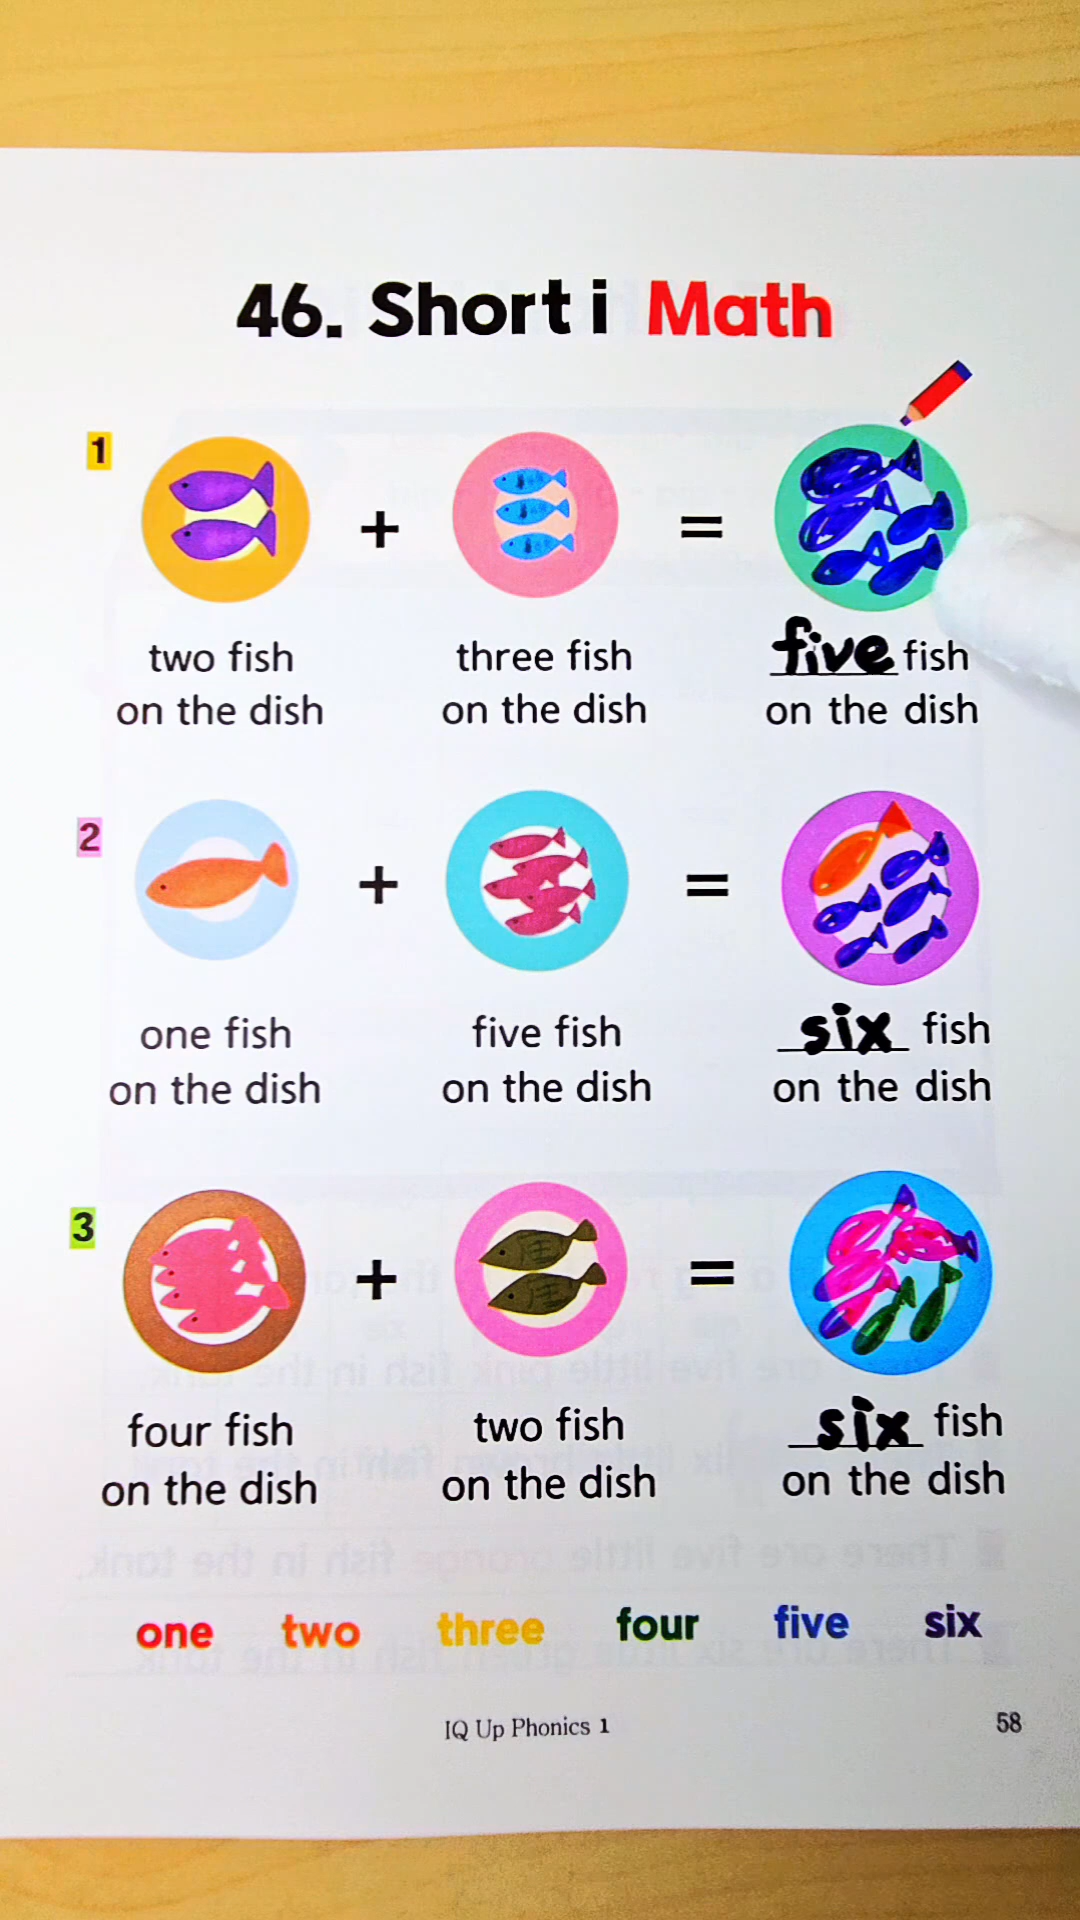 46. Short i Math
1
+
=
two fish
on the dish
three fish
on the dish
five fish
on the dish
2
+
=
one fish
on the dish
five fish
on the dish
six fish
on the dish
3
+
=
four fish
on the dish
two fish
on the dish
six fish
on the dish
one two three four five six
IQ Up Phonics 1
58